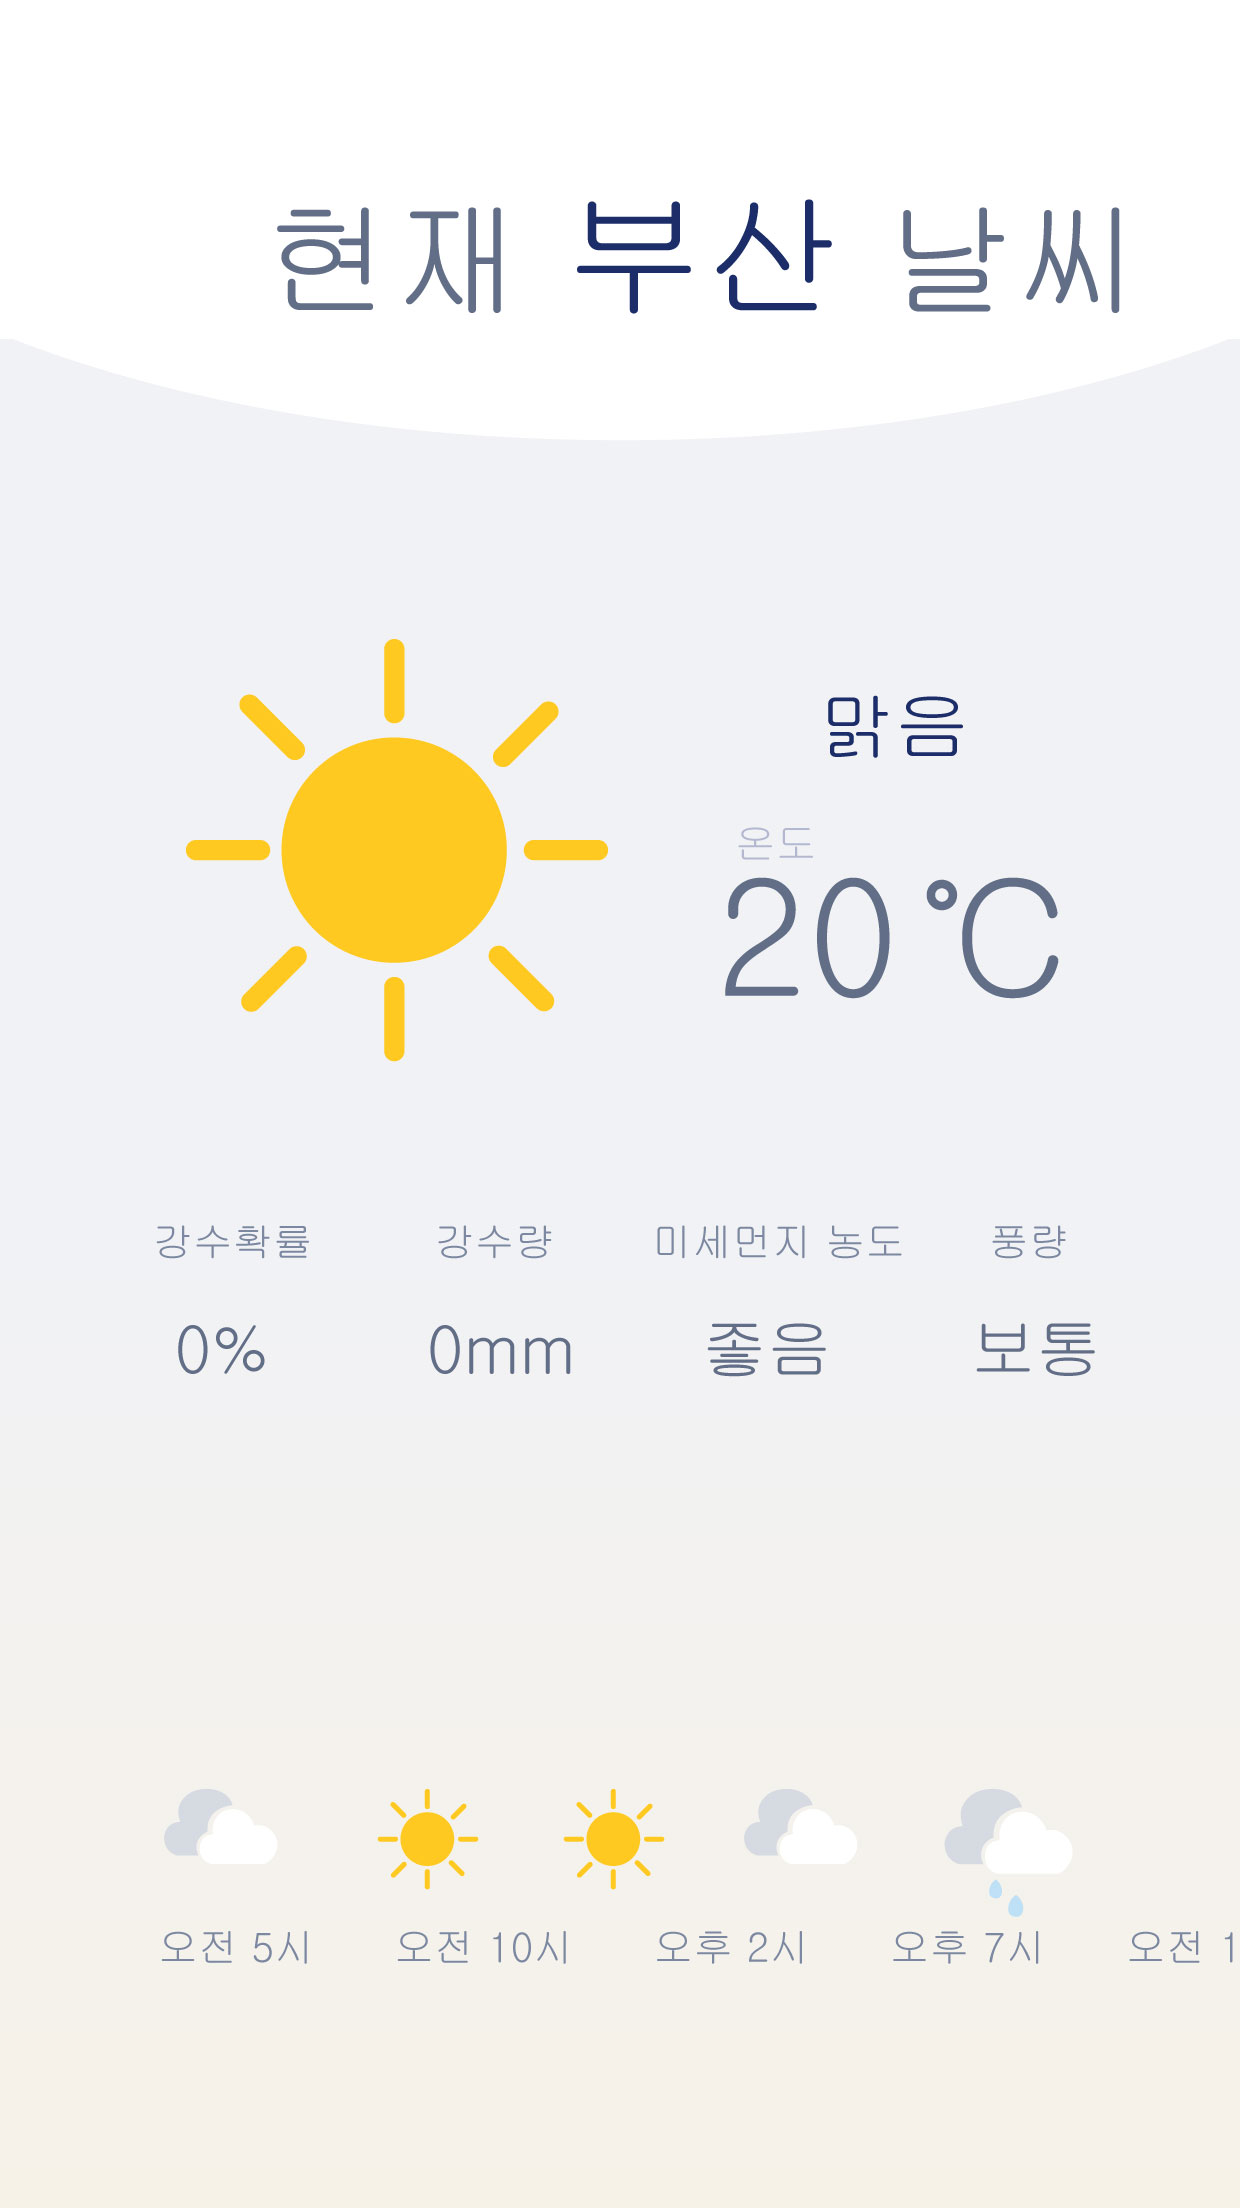 현재 부산 날씨
맑음
온도
20℃
강수확률 강수량 미세먼지 농도 풍량
0% 0mm 좋음 보통
오전 5시 오전 10시 오후 2시 오후 7시 오전 1